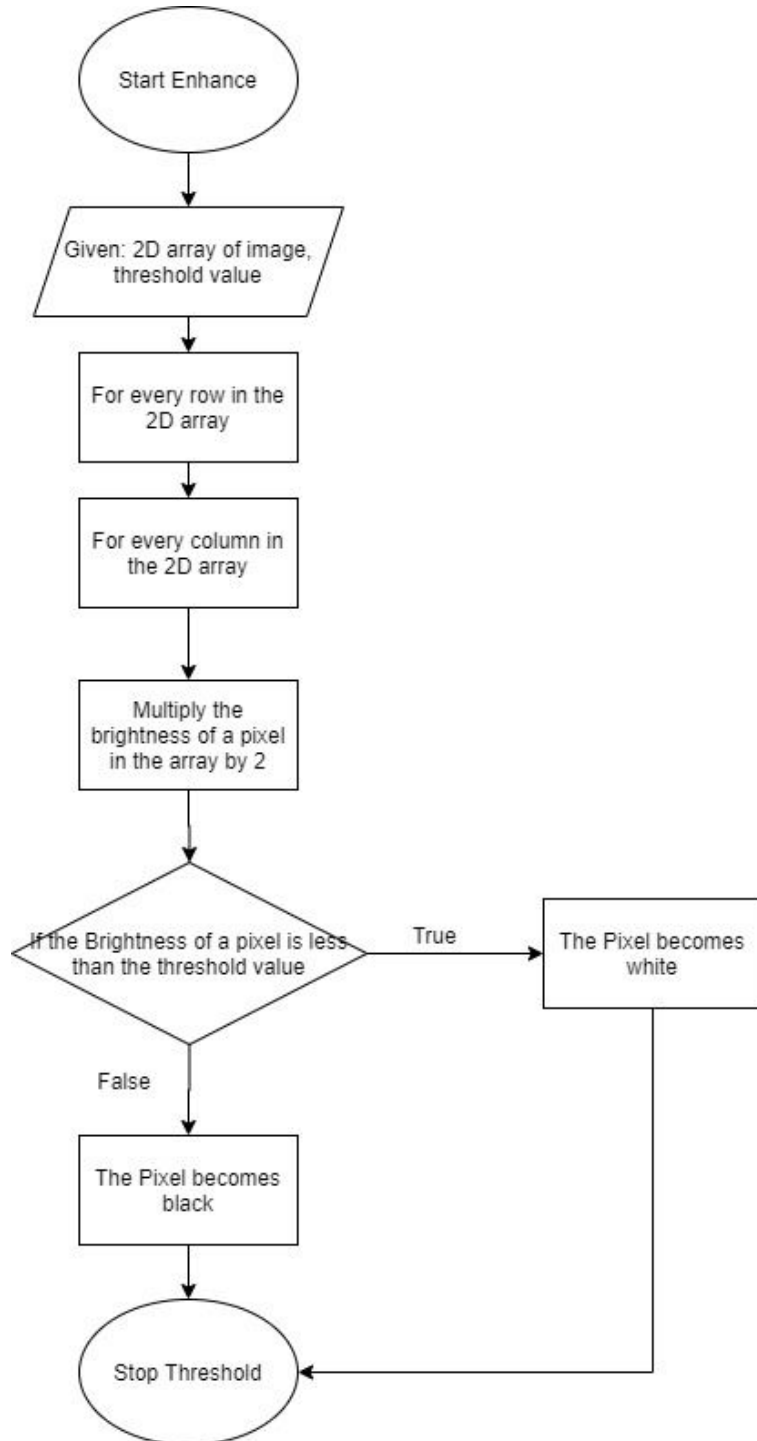 Start Enhance
Given: 2D array of image,
threshold value
For every row in the
2D array
For every column in
the 2D array
Multiply the
brightness of a pixel
in the array by 2
If the Brightness of a pixel is less
than the threshold value
True
The Pixel becomes
white
False
The Pixel becomes
black
Stop Threshold